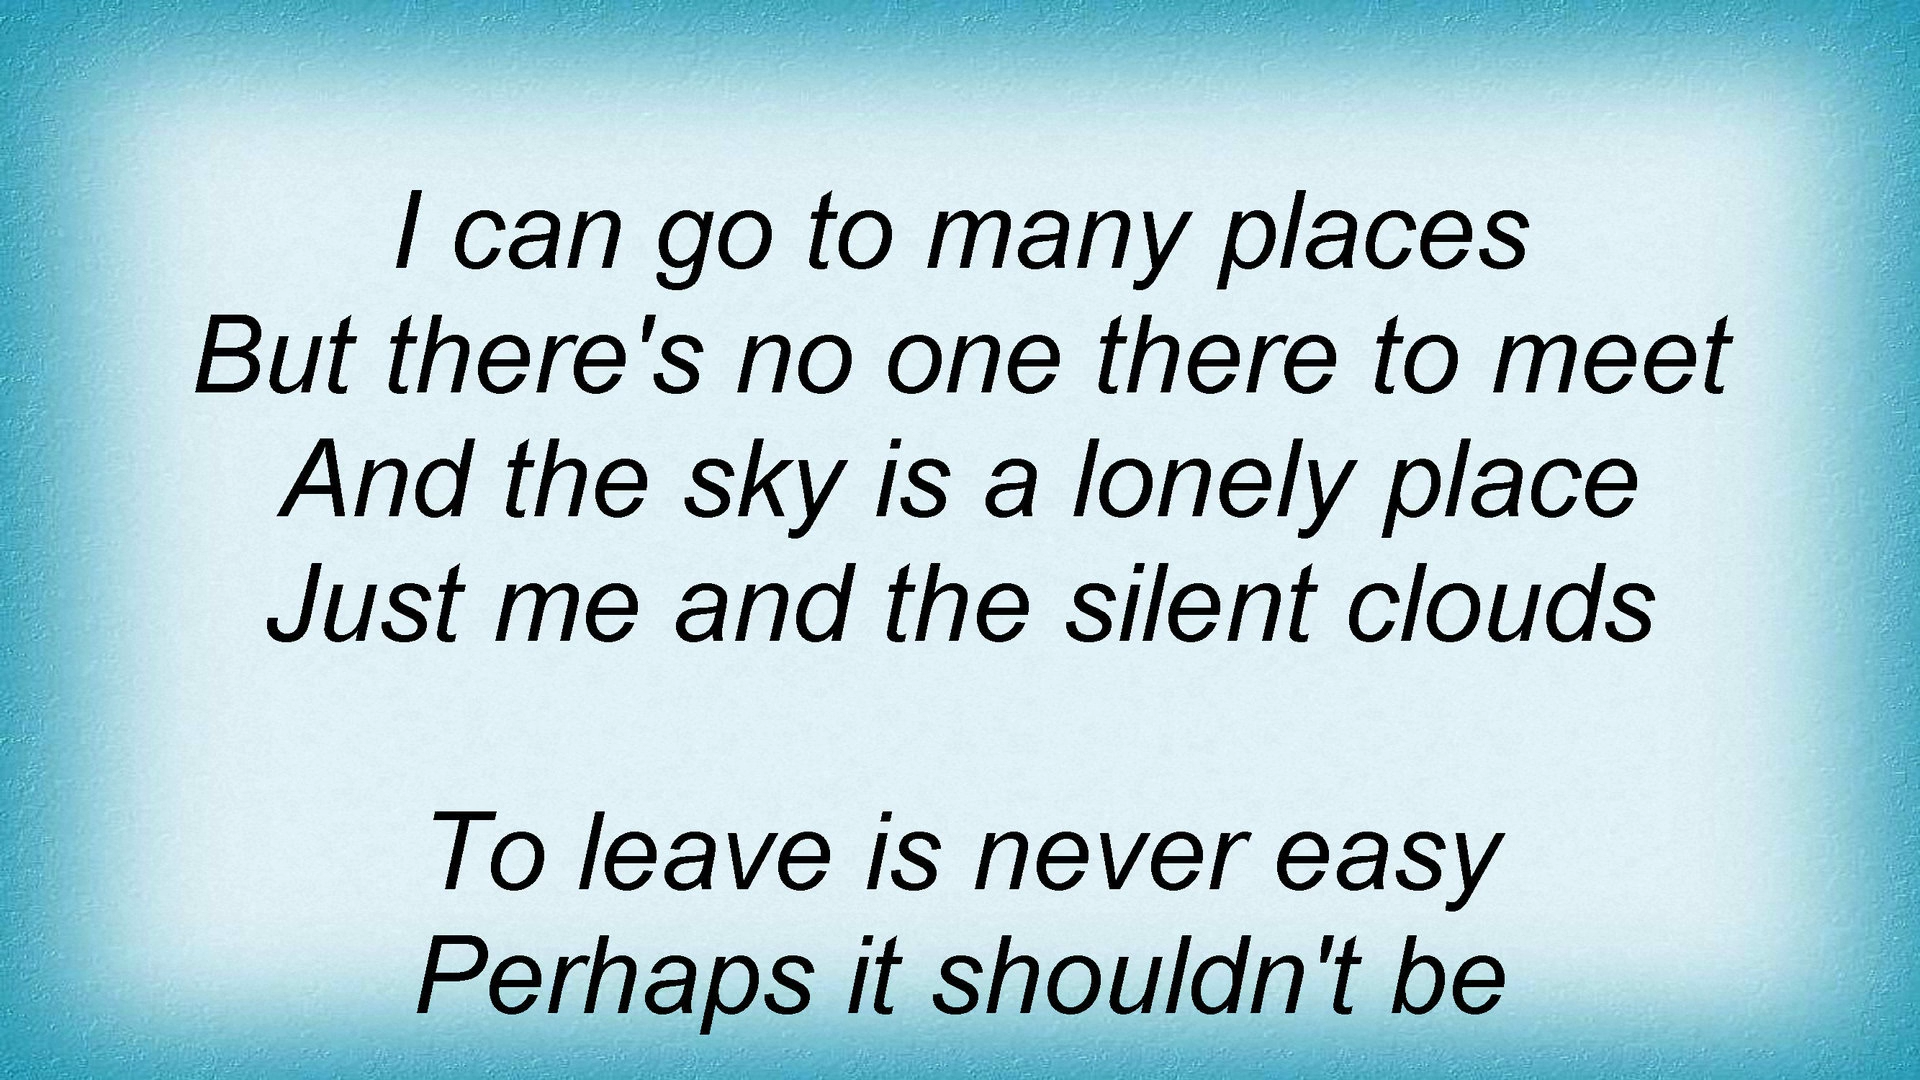 I can go to many places
But there's no one there to meet
And the sky is a lonely place
Just me and the silent clouds
To leave is never easy
Perhaps it shouldn't be